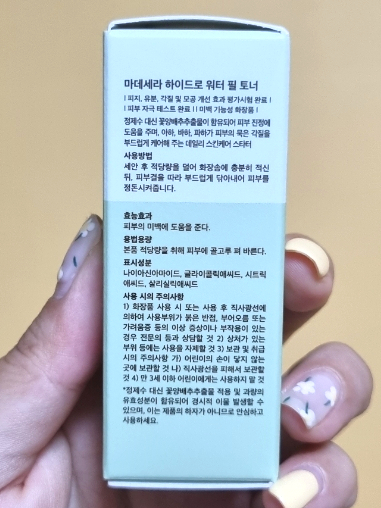 마데세라 하이드로 워터 필 토너
| 피지, 유분, 각질 및 모공 개선 효과 평가시험 완료 |
| 피부 자극 테스트 완료 | | 미백 기능성 화장품 |
정제수 대신 꽃양배추추출물이 함유되어 피부 진정에
도움을 주며, 아하, 바하, 파하가 피부의 묵은 각질을
부드럽게 케어해 주는 데일리 스킨케어 스타터
사용방법
세안 후 적당량을 덜어 화장솜에 충분히 적신
뒤, 피부결을 따라 부드럽게 닦아내어 피부를
정돈시켜줍니다.
효능효과
피부의 미백에 도움을 준다.
용법용량
본품 적당량을 취해 피부에 골고루 펴 바른다.
표시성분
나이아신아마이드, 글라이콜릭애씨드, 시트릭
애씨드, 살리실릭애씨드
사용 시의 주의사항
1) 화장품 사용 시 또는 사용 후 직사광선에
의하여 사용부위가 붉은 반점, 부어오름 또는
가려움증 등의 이상 증상이나 부작용이 있는
경우 전문의 등과 상담할 것 2) 상처가 있는
부위 등에는 사용을 자제할 것 3) 보관 및 취급
시의 주의사항 가) 어린이의 손이 닿지 않는
곳에 보관할 것 나) 직사광선을 피해서 보관할
것 4) 만 3세 이하 어린이에게는 사용하지 말 것
*정제수 대신 꽃양배추추출물 적용 및 과량의
유효성분이 함유되어 경시적 이물 발생할 수
있으며, 이는 제품의 하자가 아니므로 안심하고
사용하세요.